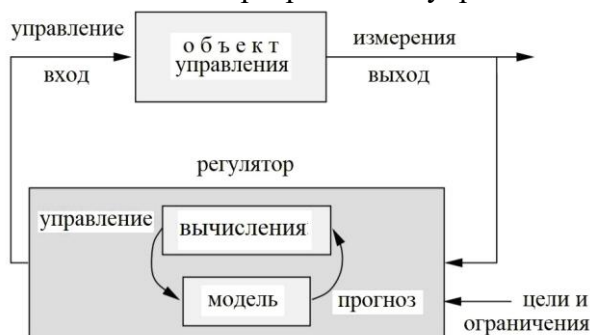 управление
объект
управления
измерения
вход
выход
регулятор
управление
вычисления
модель
прогноз
цели и
ограничения